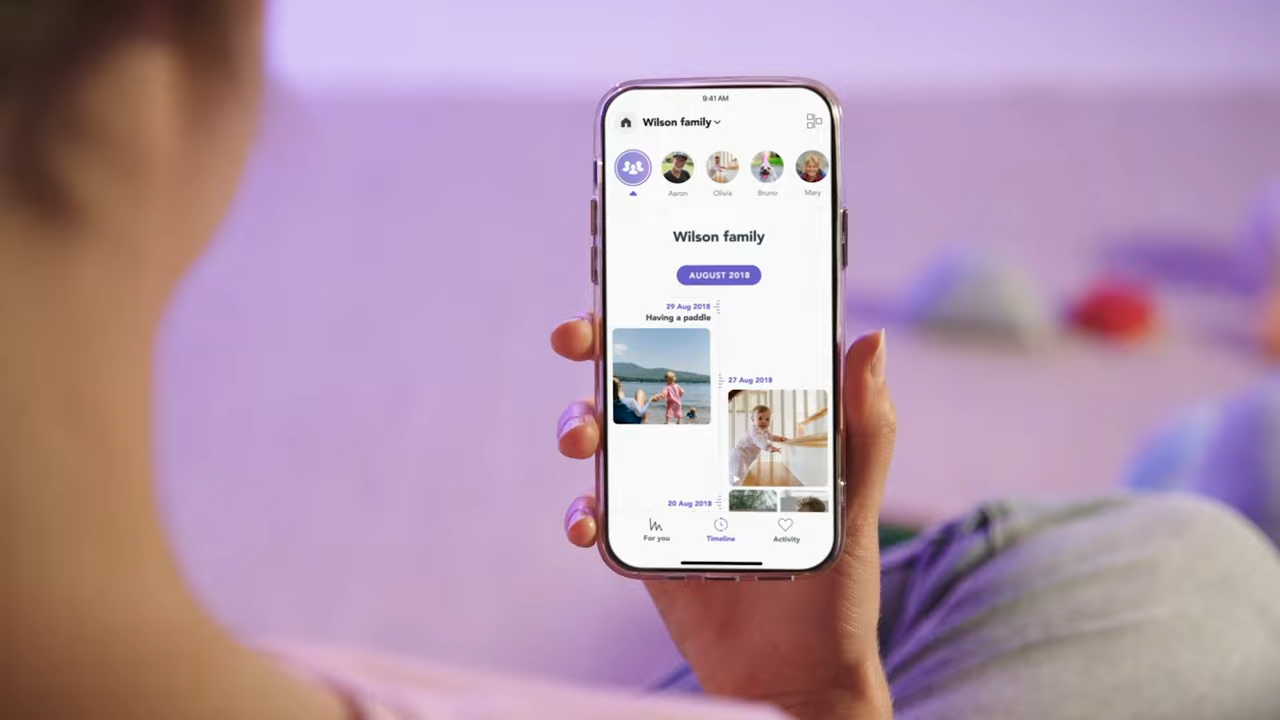 9:41 AM
Wilson family
Aaron
Olivia
Bruno
Mary
Wilson family
AUGUST 2018
29 Aug 2018
Having a paddle
27 Aug 2018
20 Aug 2018
For you
Timeline
Activity